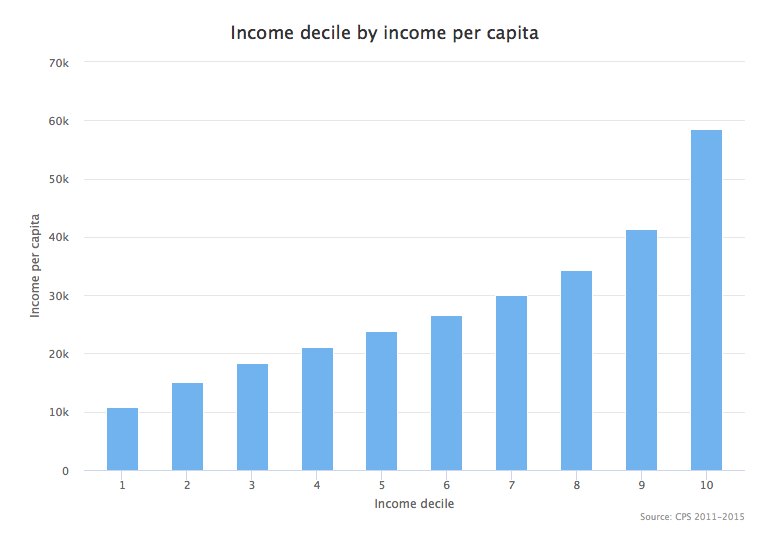 Income decile by income per capita
70k
60k
50k
40k
30k
20k
10k
0
Income per capita
1 2 3 4 5 6 7 8 9 10
Income decile
Source: CPS 2011–2015